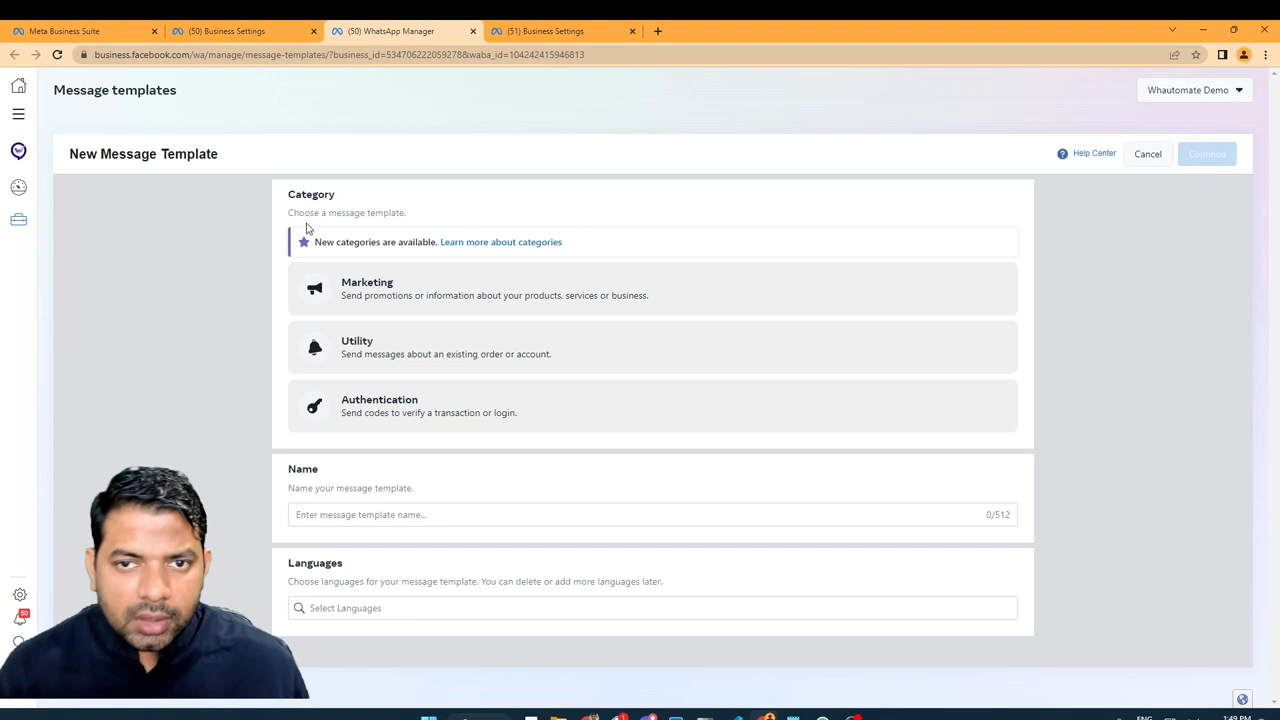 Meta Business Suite
(50) Business Settings
(50) WhatsApp Manager
(51) Business Settings
business.facebook.com/wa/manage/message-templates/?business_id=534706222059278&waba_id=104242415946813
Message templates
Whautomate Demo
New Message Template
Help Center
Cancel
Continue
Category
Choose a message template.
New categories are available. Learn more about categories
Marketing
Send promotions or information about your products, services or business.
Utility
Send messages about an existing order or account.
Authentication
Send codes to verify a transaction or login.
Name
Name your message template.
Enter message template name...
0/512
Languages
Choose languages for your message template. You can delete or add more languages later.
Select Languages
50
ENG
1:49 PM